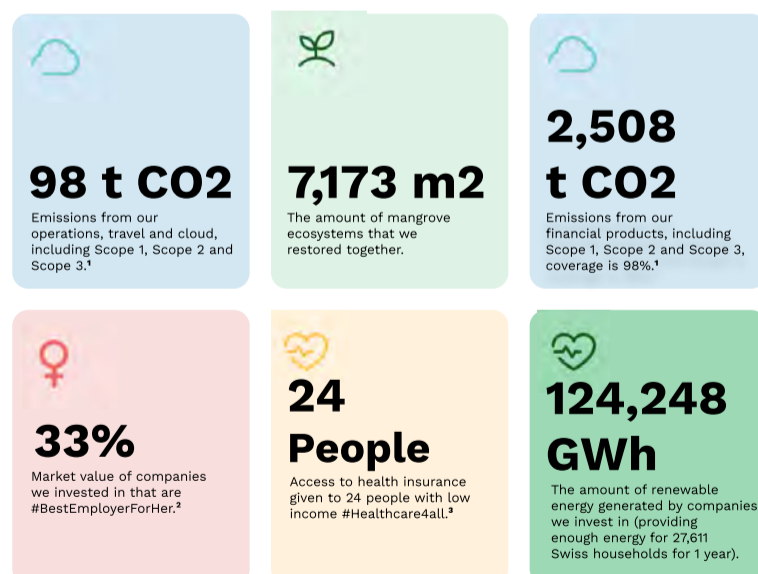 98 t CO2
Emissions from our
operations, travel and cloud,
including Scope 1, Scope 2 and
Scope 3.¹
7,173 m2
The amount of mangrove
ecosystems that we
restored together.
2,508
t CO2
Emissions from our
financial products, including
Scope 1, Scope 2 and Scope 3,
coverage is 98%.¹
33%
Market value of companies
we invested in that are
#BestEmployerForHer.²
24
People
Access to health insurance
given to 24 people with low
income #Healthcare4all.³
124,248
GWh
The amount of renewable
energy generated by companies
we invest in (providing
enough energy for 27,611
Swiss households for 1 year).